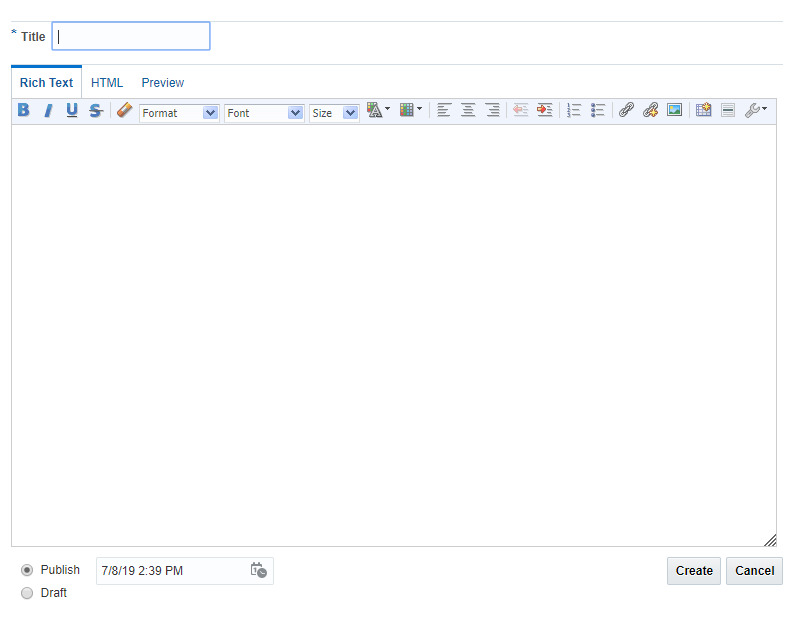 * Title
Rich Text HTML Preview
B I U S Format Font Size
Publish 7/8/19 2:39 PM Create Cancel
Draft